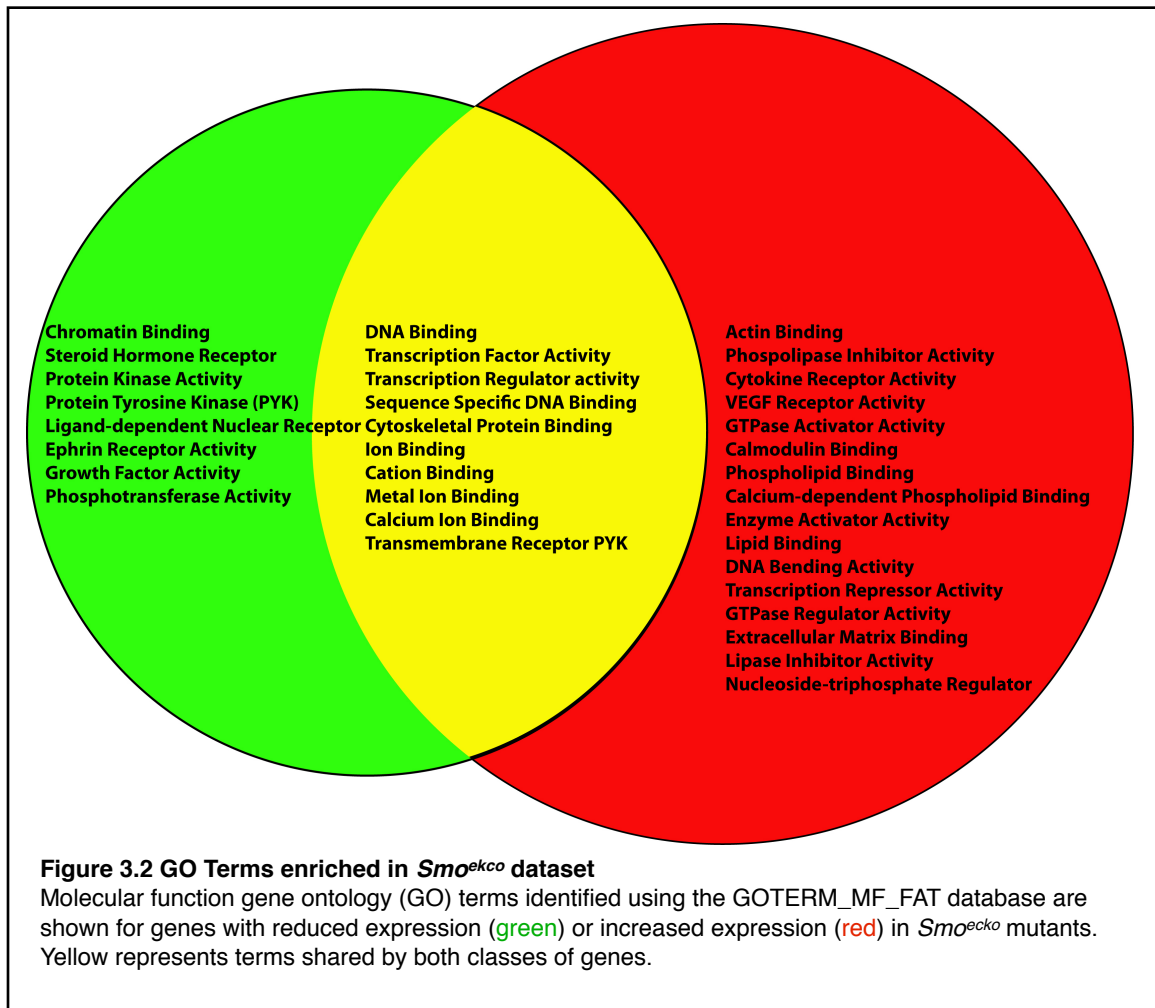 Chromatin Binding
Steroid Hormone Receptor
Protein Kinase Activity
Protein Tyrosine Kinase (PYK)
Ligand-dependent Nuclear Receptor
Ephrin Receptor Activity
Growth Factor Activity
Phosphotransferase Activity
DNA Binding
Transcription Factor Activity
Transcription Regulator activity
Sequence Specific DNA Binding
Cytoskeletal Protein Binding
Ion Binding
Cation Binding
Metal Ion Binding
Calcium Ion Binding
Transmembrane Receptor PYK
Actin Binding
Phospolipase Inhibitor Activity
Cytokine Receptor Activity
VEGF Receptor Activity
GTPase Activator Activity
Calmodulin Binding
Phospholipid Binding
Calcium-dependent Phospholipid Binding
Enzyme Activator Activity
Lipid Binding
DNA Bending Activity
Transcription Repressor Activity
GTPase Regulator Activity
Extracellular Matrix Binding
Lipase Inhibitor Activity
Nucleoside-triphosphate Regulator
Figure 3.2 GO Terms enriched in Smoekco dataset
Molecular function gene ontology (GO) terms identified using the GOTERM_MF_FAT database are
shown for genes with reduced expression (green) or increased expression (red) in Smoecko mutants.
Yellow represents terms shared by both classes of genes.